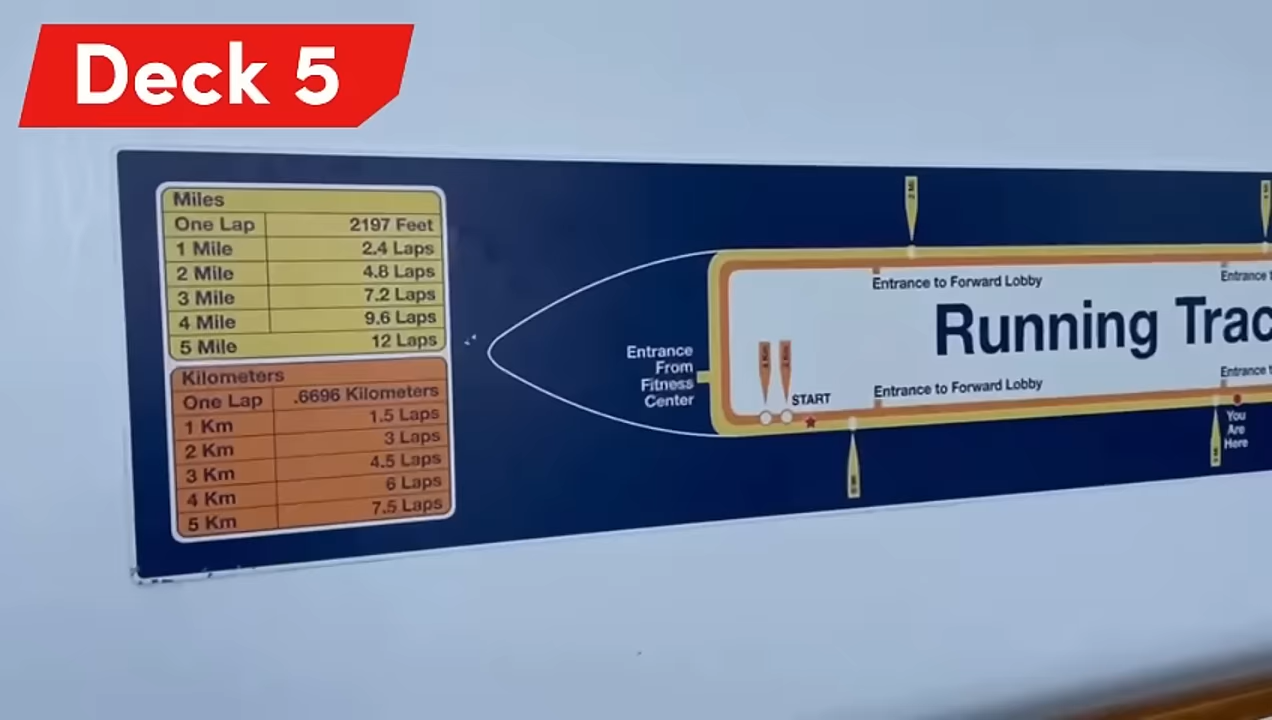 Deck 5
Miles
One Lap 2197 Feet
1 Mile 2.4 Laps
2 Mile 4.8 Laps
3 Mile 7.2 Laps
4 Mile 9.6 Laps
5 Mile 12 Laps
Kilometers
One Lap .6696 Kilometers
1 Km 1.5 Laps
2 Km 3 Laps
3 Km 4.5 Laps
4 Km 6 Laps
5 Km 7.5 Laps
Entrance
From
Fitness
Center
2 Mi
Entrance to Forward Lobby
Entrance
Running Trac
START
Entrance to Forward Lobby
Entrance
You
Are
Here